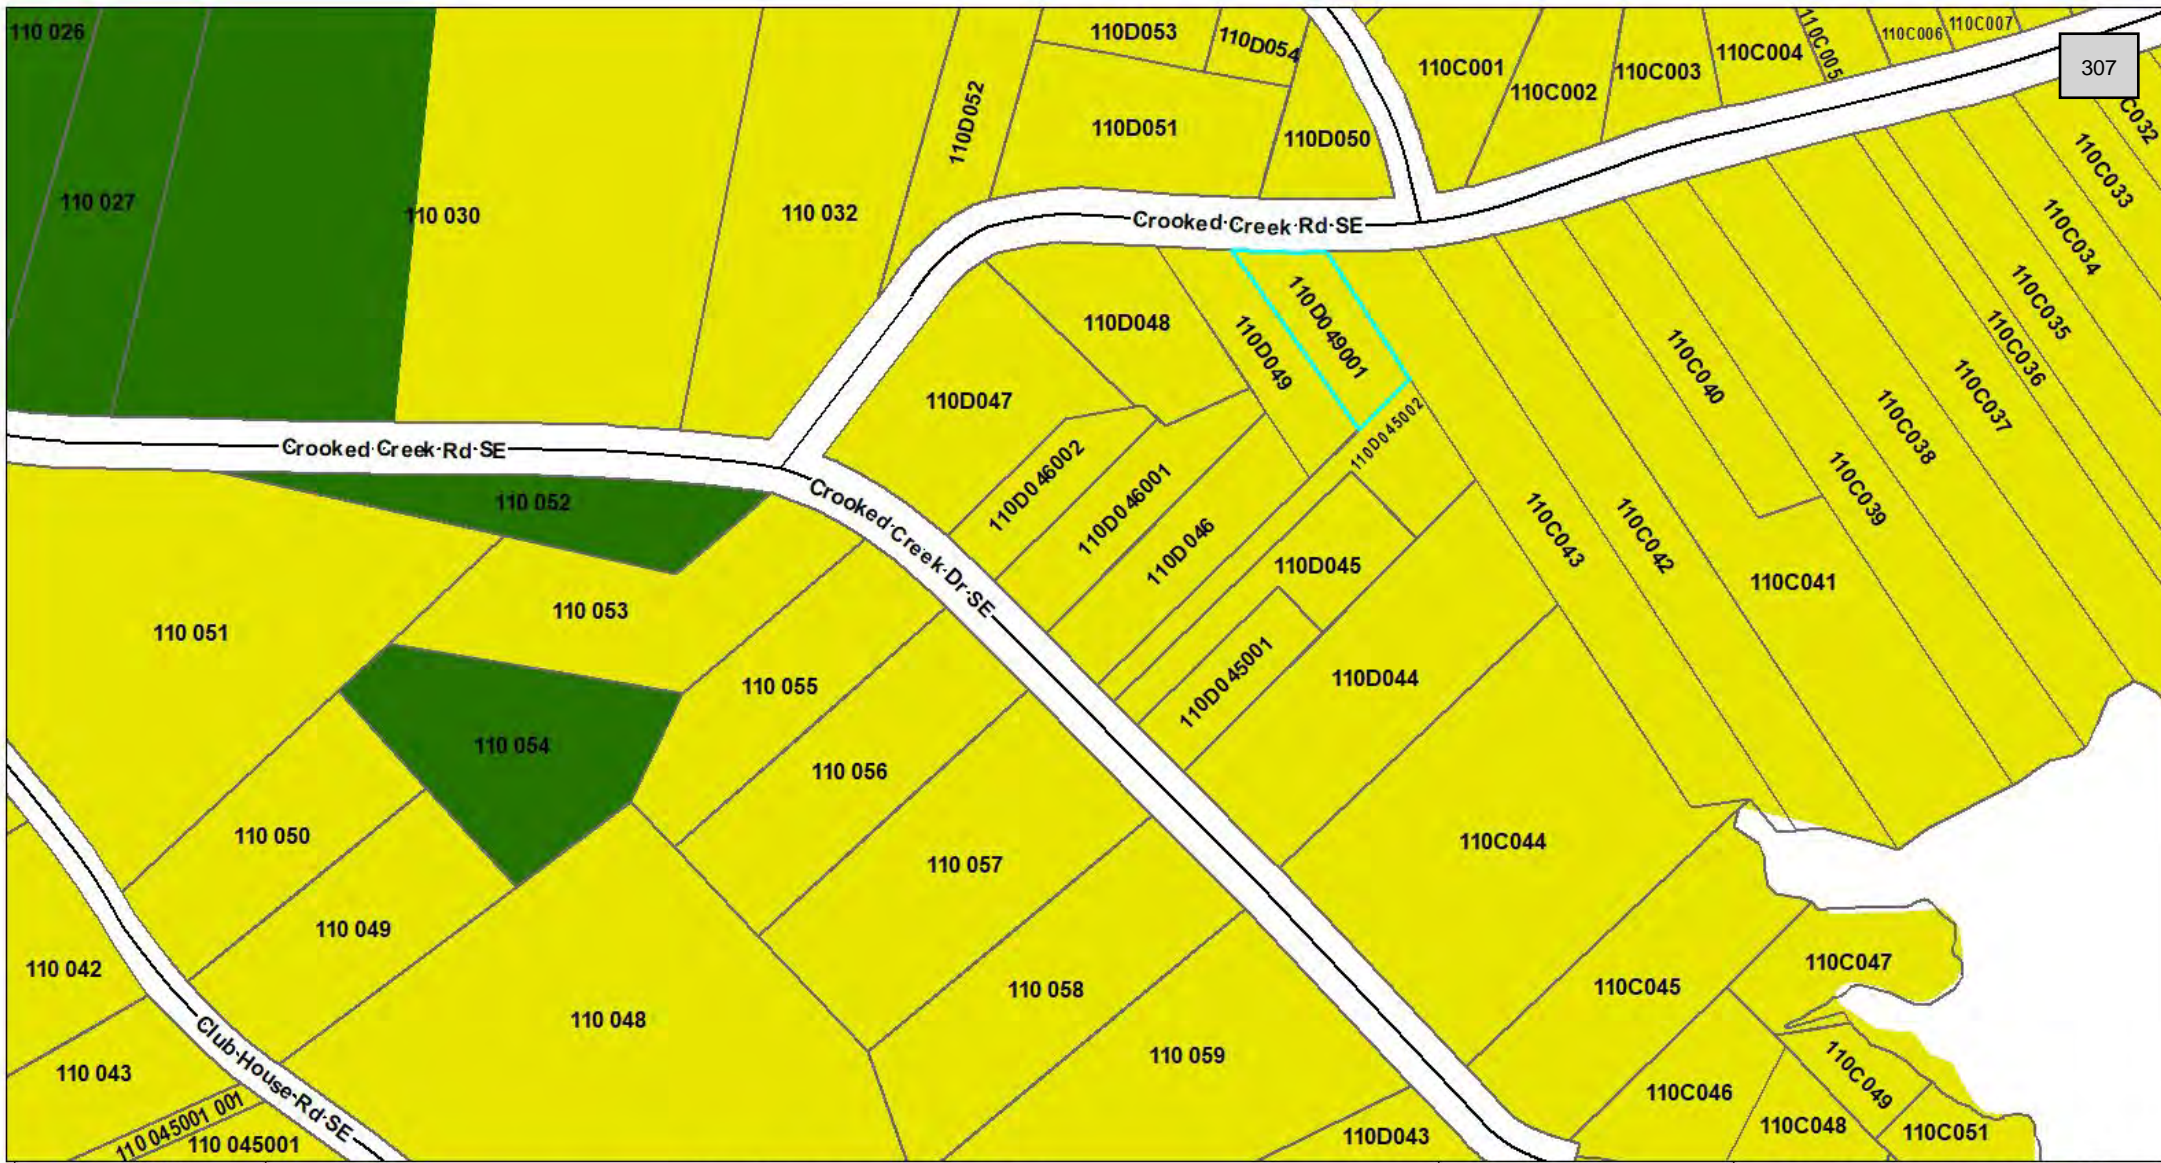 110 026
110D053
110D054
110C001
110C002
110C003
110C004
110C005
110C006
110C007
307
C032
110 027
110 030
110 032
110D052
110D051
110D050
110C033
110C034
110C035
110C036
110C037
110C038
110C039
110C040
Crooked Creek Rd SE
110D048
110D049
110D049001
110D045002
110D047
Crooked Creek Rd SE
110 052
Crooked Creek Dr SE
110D046002
110D046001
110D046
110D045
110D045001
110D044
110C043
110C042
110C041
110 051
110 053
110 054
110 055
110 056
110 057
110 058
110 059
110 050
110 049
110 048
110 042
110 043
Club House Rd SE
110 045001 001
110 045001
110C044
110C045
110C046
110C047
110C048
110C049
110C051
110D043